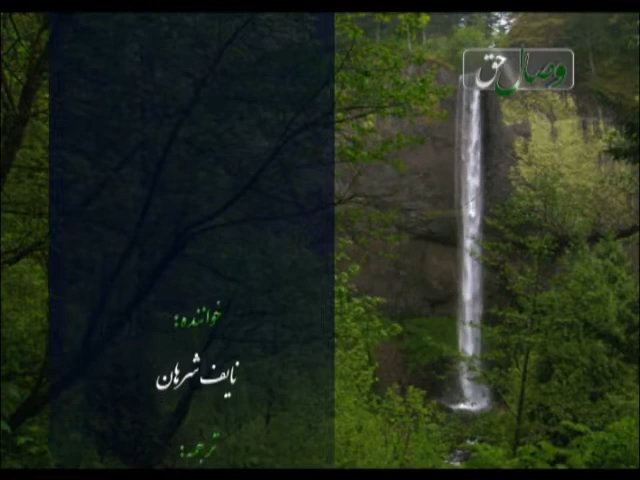 وصال حق
خواننده:
نایف شرهان
ترجمه: